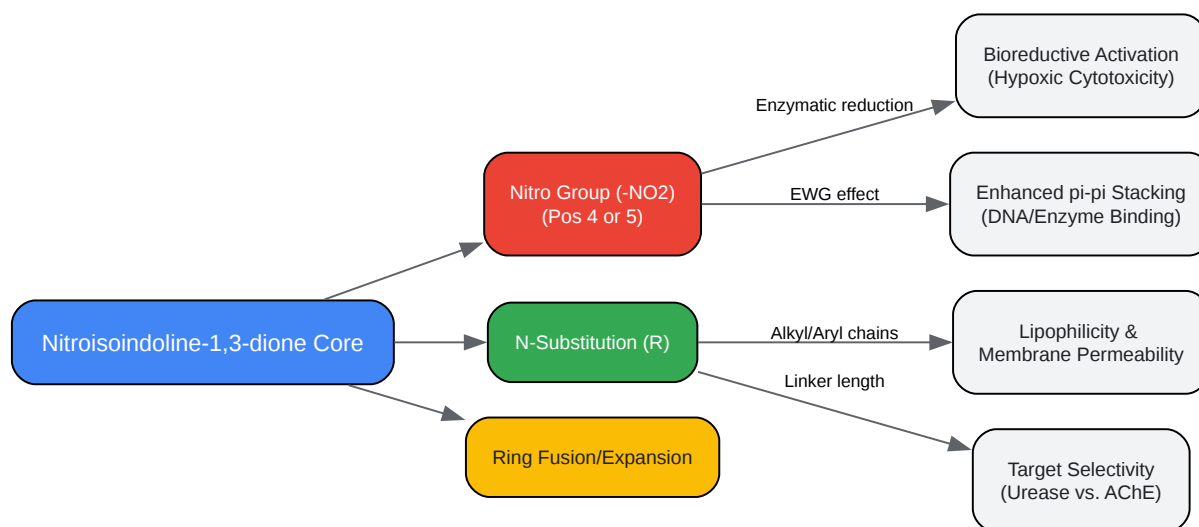 Bioreductive Activation
(Hypoxic Cytotoxicity)
Enzymatic reduction
Nitro Group (-NO2)
(Pos 4 or 5)
EWG effect
Enhanced pi-pi Stacking
(DNA/Enzyme Binding)
Nitroisoindoline-1,3-dione Core
N-Substitution (R)
Alkyl/Aryl chains
Lipophilicity &
Membrane Permeability
Linker length
Ring Fusion/Expansion
Target Selectivity
(Urease vs. AChE)